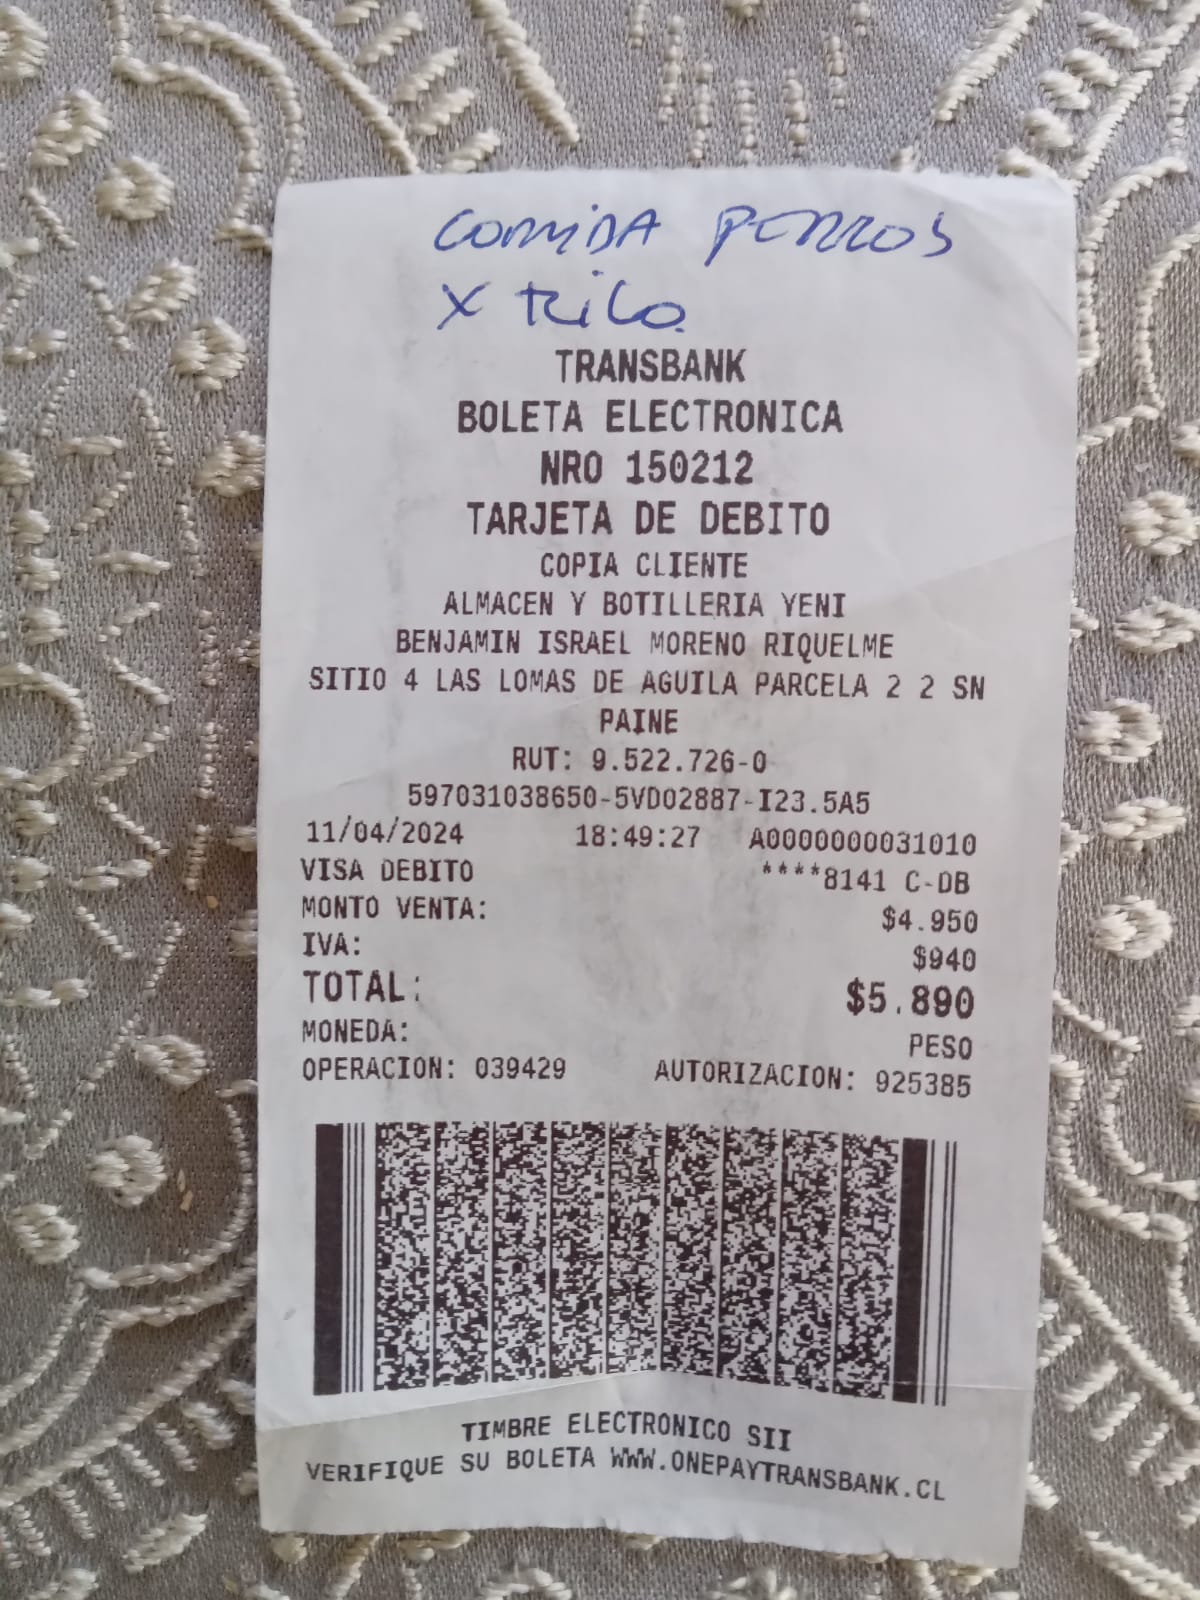 COMIDA PERROS
X KiLO
TRANSBANK
BOLETA ELECTRONICA
NRO 150212
TARJETA DE DEBITO
COPIA CLIENTE
ALMACEN Y BOTILLERIA YENI
BENJAMIN ISRAEL MORENO RIQUELME
SITIO 4 LAS LOMAS DE AGUILA PARCELA 2 2 SN
PAINE
RUT: 9.522.726-0
597031038650-5VD02887-I23.5A5
11/04/2024 18:49:27 A0000000031010
VISA DEBITO ****8141 C-DB
MONTO VENTA: $4.950
IVA: $940
TOTAL: $5.890
MONEDA: PESO
OPERACION: 039429 AUTORIZACION: 925385
TIMBRE ELECTRONICO SII
VERIFIQUE SU BOLETA WWW.ONEPAYTRANSBANK.CL